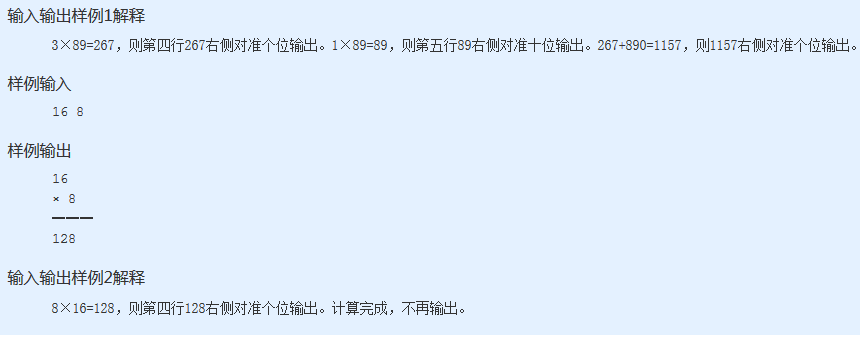 输入输出样例1解释
3×89=267，则第四行267右侧对准个位输出。1×89=89，则第五行89右侧对准十位输出。267+890=1157，则1157右侧对准个位输出。
样例输入
16 8
样例输出
16
× 8
━━━
128
输入输出样例2解释
8×16=128，则第四行128右侧对准个位输出。计算完成，不再输出。